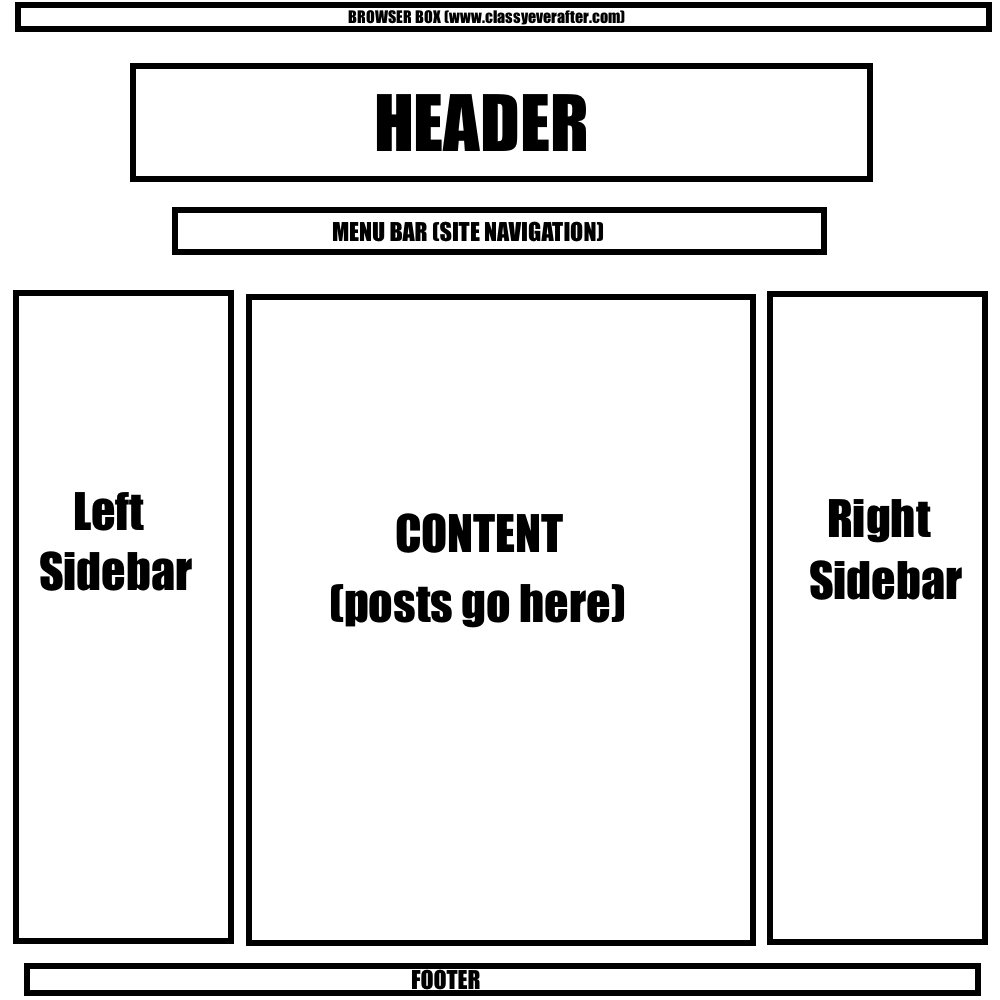 BROWSER BOX (www.classyeverafter.com)
HEADER
MENU BAR (SITE NAVIGATION)
Left
Sidebar
CONTENT
(posts go here)
Right
Sidebar
FOOTER